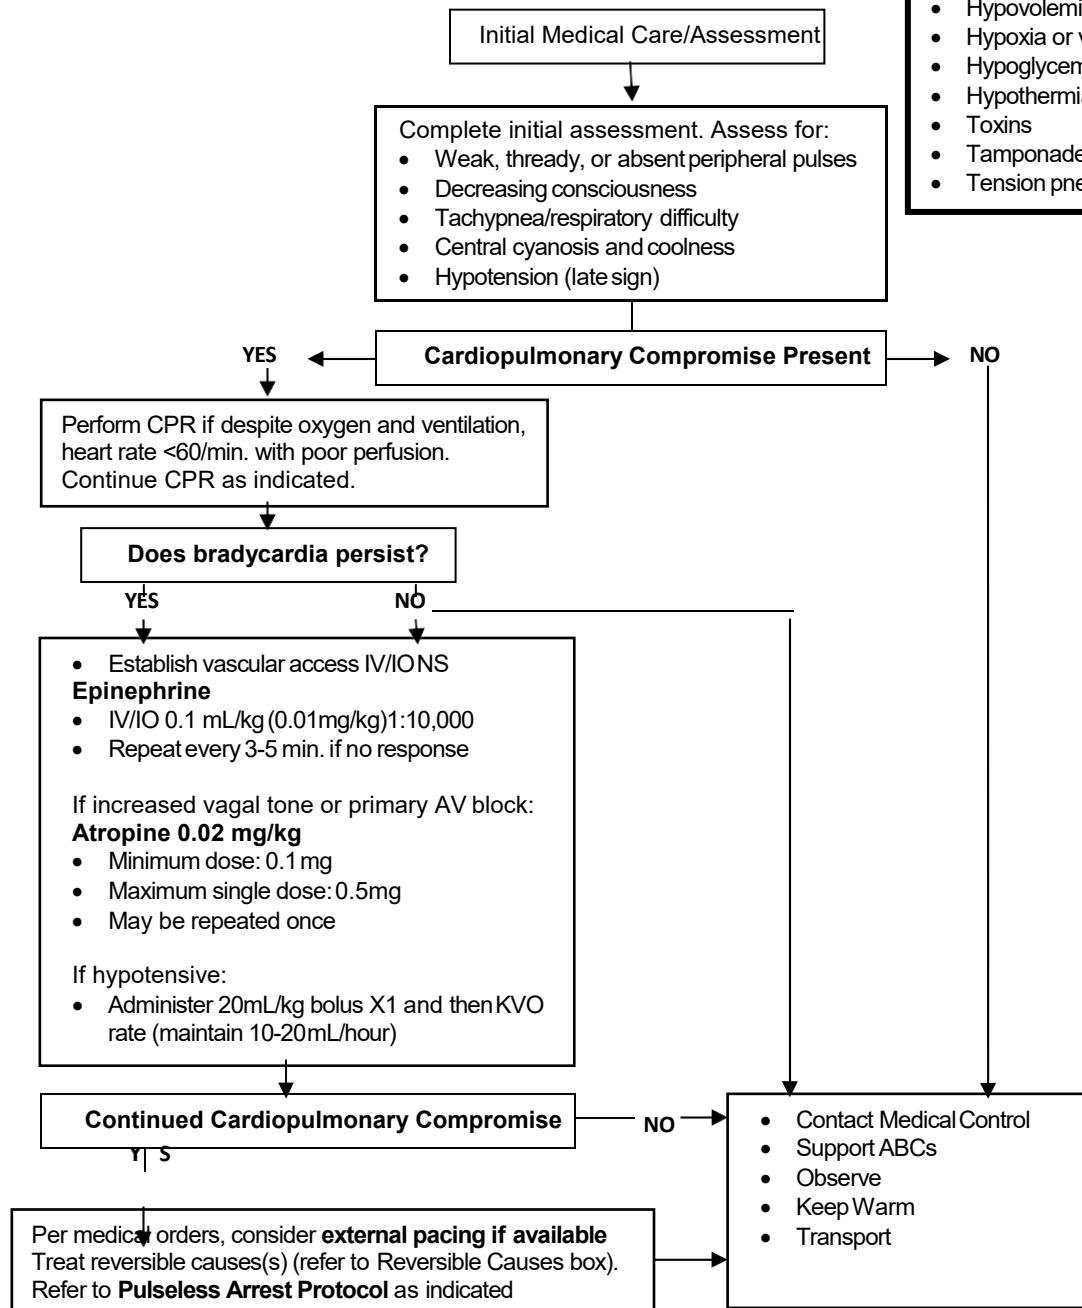 Initial Medical Care/Assessment
• Hypoxia or
• Toxins
• Tamponade
• Tension
Complete initial assessment. Assess for:
• Weak, thready, or absent peripheral pulses
• Decreasing consciousness
• Tachypnea/respiratory difficulty
• Central cyanosis and coolness
• Hypotension (late sign)
YES
Cardiopulmonary Compromise Present
NO
Perform CPR if despite oxygen and ventilation,
heart rate <60/min. with poor perfusion.
Continue CPR as indicated.
Does bradycardia persist?
YES
NO
• Establish vascular access IV/IO NS
Epinephrine
• IV/IO 0.1 mL/kg (0.01mg/kg)1:10,000
• Repeat every 3-5 min. if no response
If increased vagal tone or primary AV block:
Atropine 0.02 mg/kg
• Minimum dose: 0.1 mg
• Maximum single dose: 0.5mg
• May be repeated once
If hypotensive:
• Administer 20mL/kg bolus X1 and then KVO
rate (maintain 10-20mL/hour)
Continued Cardiopulmonary Compromise
NO
Y S
• Contact Medical Control
• Support ABCs
• Observe
• Keep Warm
• Transport
Per medical orders, consider external pacing if available
Treat reversible causes(s) (refer to Reversible Causes box).
Refer to Pulseless Arrest Protocol as indicated